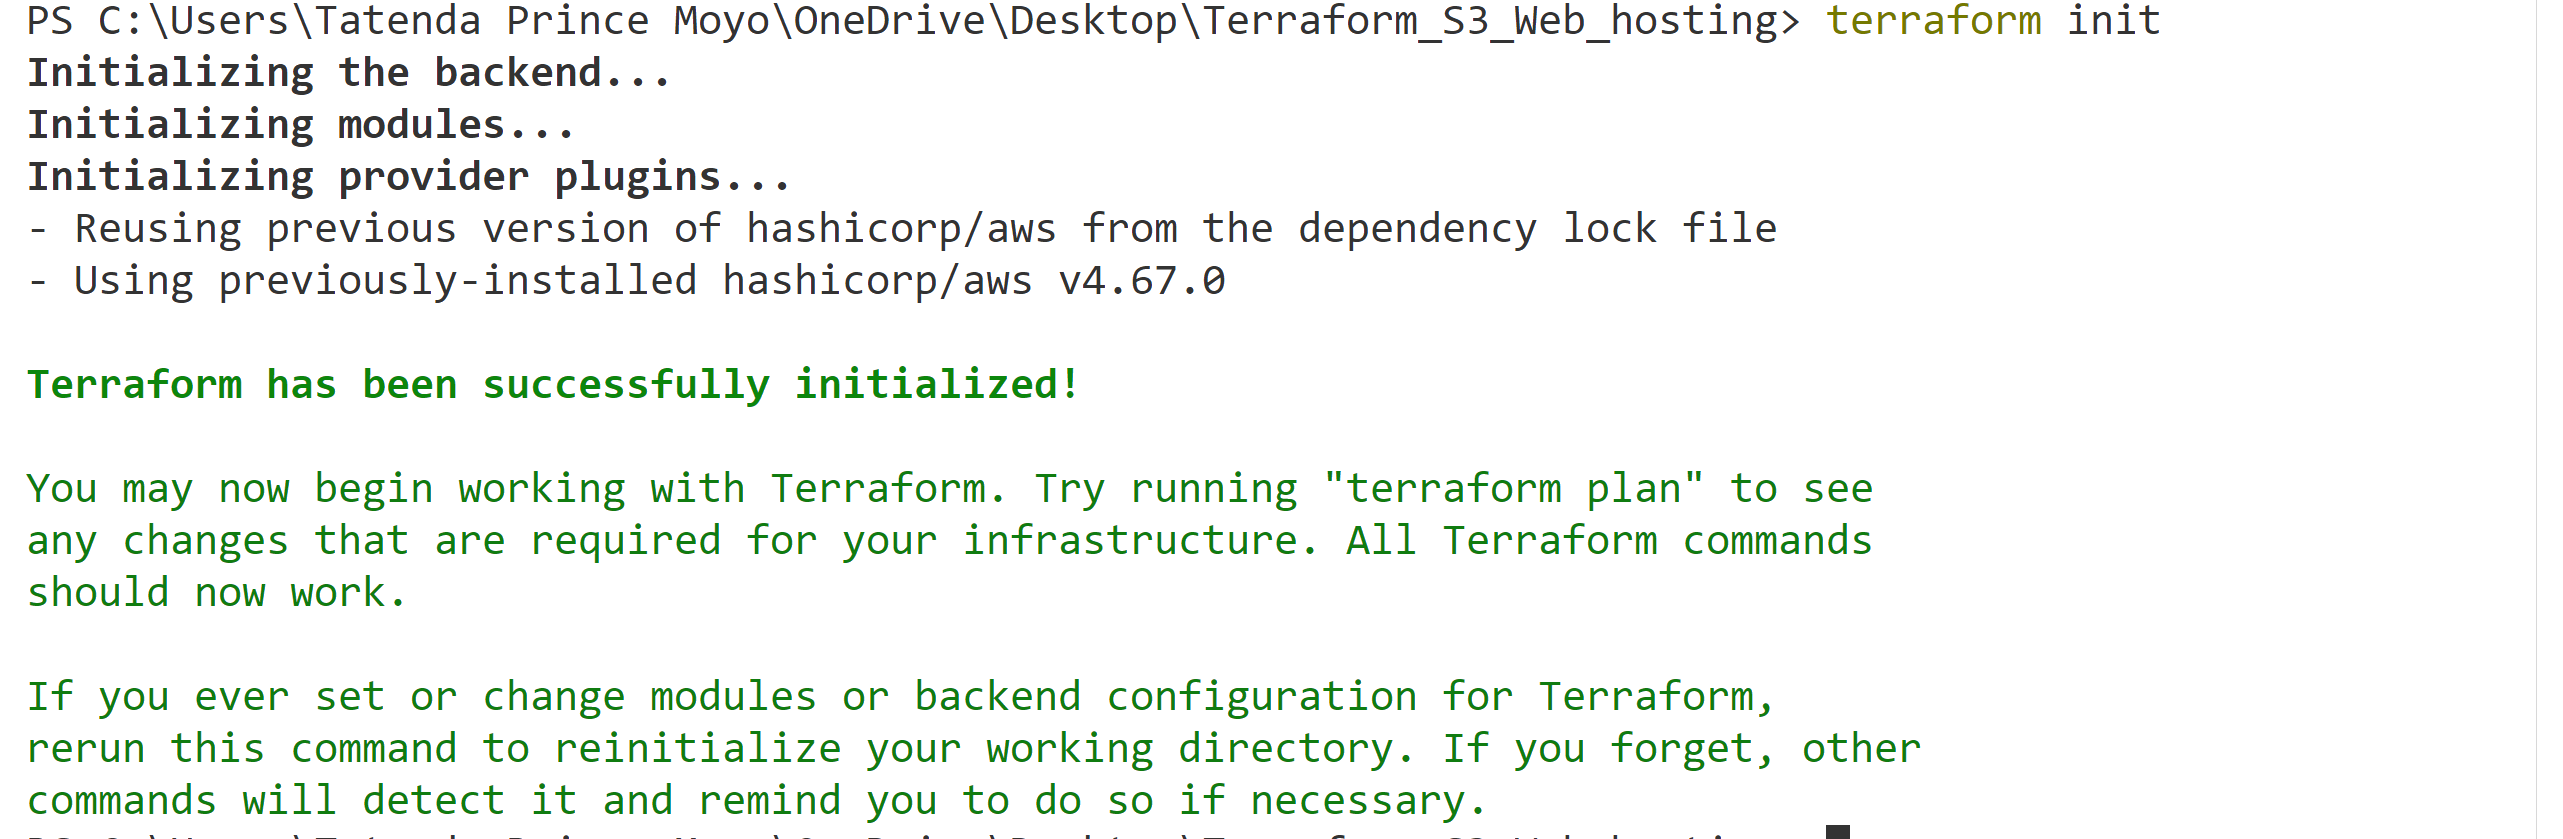 PS C:\Users\Tatenda Prince Moyo\OneDrive\Desktop\Terraform_S3_Web_hosting> terraform init
Initializing the backend...
Initializing modules...
Initializing provider plugins...
- Reusing previous version of hashicorp/aws from the dependency lock file
- Using previously-installed hashicorp/aws v4.67.0
Terraform has been successfully initialized!
You may now begin working with Terraform. Try running "terraform plan" to see
any changes that are required for your infrastructure. All Terraform commands
should now work.
If you ever set or change modules or backend configuration for Terraform,
rerun this command to reinitialize your working directory. If you forget, other
commands will detect it and remind you to do so if necessary.